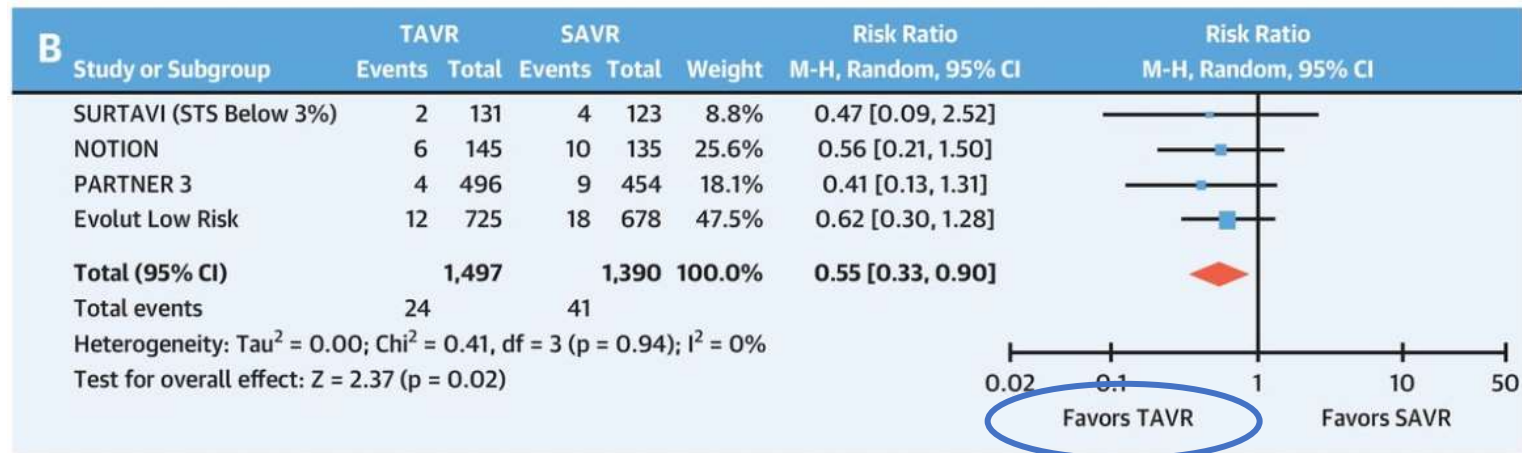 B
TAVR SAVR Risk Ratio Risk Ratio
Study or Subgroup Events Total Events Total Weight M-H, Random, 95% CI M-H, Random, 95% CI
SURTAVI (STS Below 3%) 2 131 4 123 8.8% 0.47 [0.09, 2.52]
NOTION 6 145 10 135 25.6% 0.56 [0.21, 1.50]
PARTNER 3 4 496 9 454 18.1% 0.41 [0.13, 1.31]
Evolut Low Risk 12 725 18 678 47.5% 0.62 [0.30, 1.28]
Total (95% CI) 1,497 1,390 100.0% 0.55 [0.33, 0.90]
Total events 24 41
Heterogeneity: Tau² = 0.00; Chi² = 0.41, df = 3 (p = 0.94); I² = 0%
Test for overall effect: Z = 2.37 (p = 0.02)
0.02 0.1 1 10 50
Favors TAVR Favors SAVR